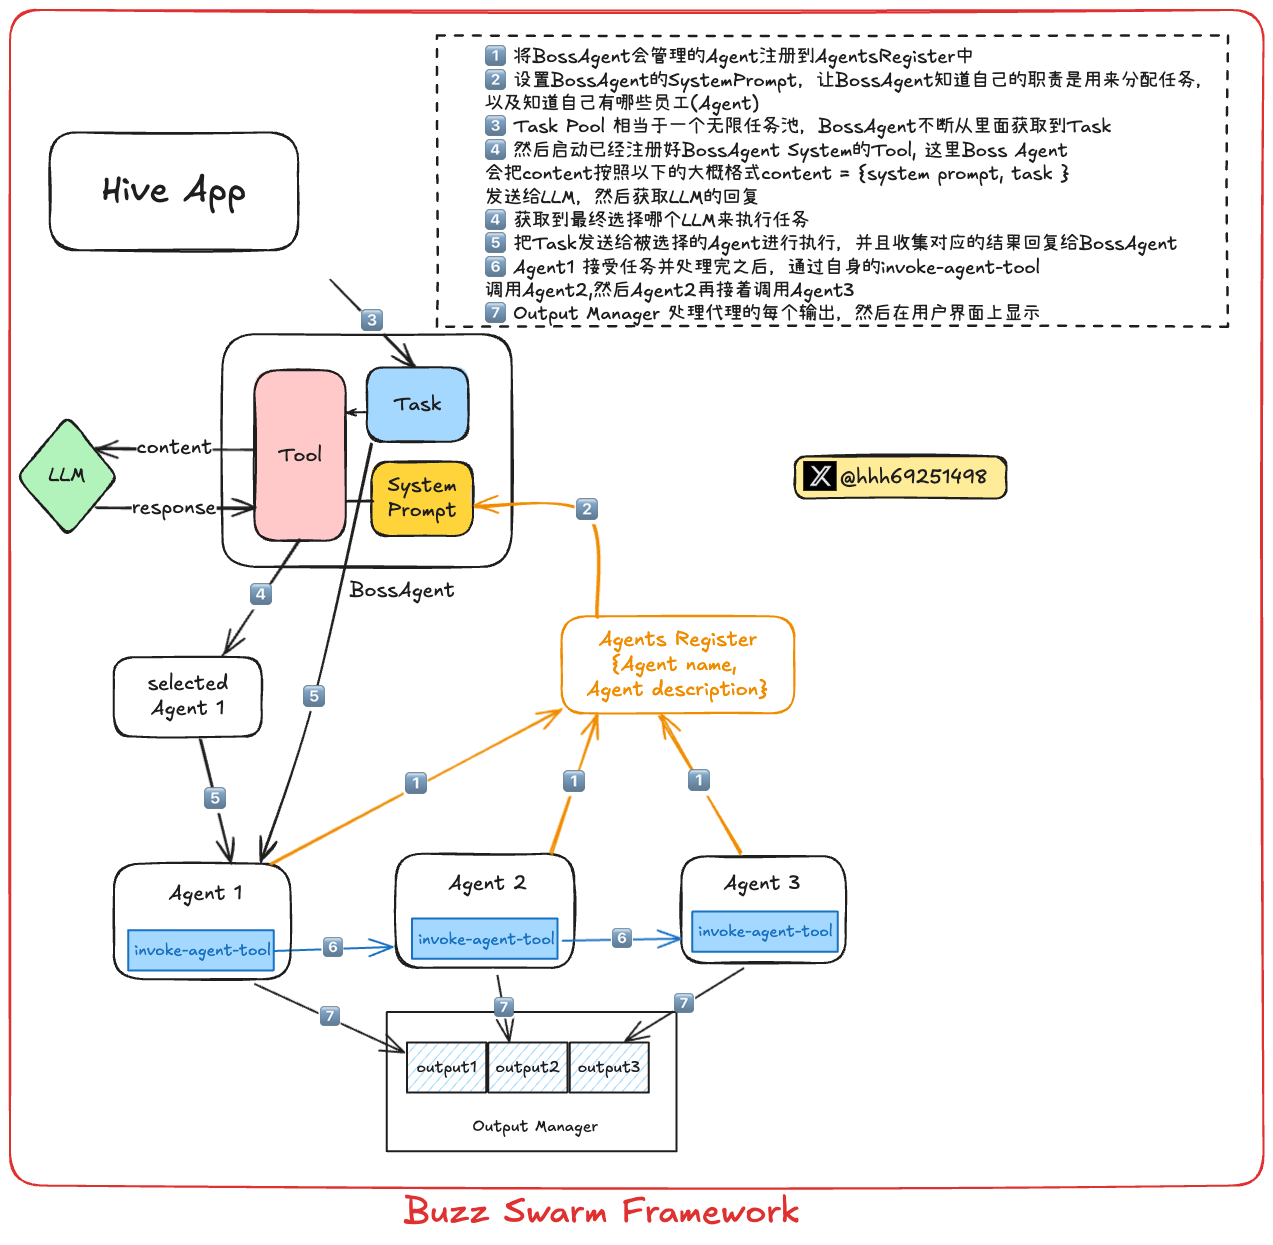 1 将BossAgent会管理的Agent注册到AgentsRegister中
2 设置BossAgent的SystemPrompt，让BossAgent知道自己的职责是用来分配任务，
以及知道自己有哪些员工(Agent)
3 Task Pool 相当于一个无限任务池，BossAgent不断从里面获取到Task
4 然后启动已经注册好BossAgent System的Tool, 这里Boss Agent
会把content按照以下的大概格式content = {system prompt, task }
发送给LLM，然后获取LLM的回复
4 获取到最终选择哪个LLM来执行任务
5 把Task发送给被选择的Agent进行执行，并且收集对应的结果回复给BossAgent
6 Agent1 接受任务并处理完之后，通过自身的invoke-agent-tool
调用Agent2,然后Agent2再接着调用Agent3
7 Output Manager 处理代理的每个输出，然后在用户界面上显示
Hive App
3
Task
Tool
System
Prompt
LLM
content
response
BossAgent
2
@hhh69251498
4
selected
Agent 1
5
5
Agents Register
{Agent name,
Agent description}
1
1
1
Agent 1
invoke-agent-tool
6
Agent 2
invoke-agent-tool
6
Agent 3
invoke-agent-tool
7
7
7
output1
output2
output3
Output Manager
Buzz Swarm Framework